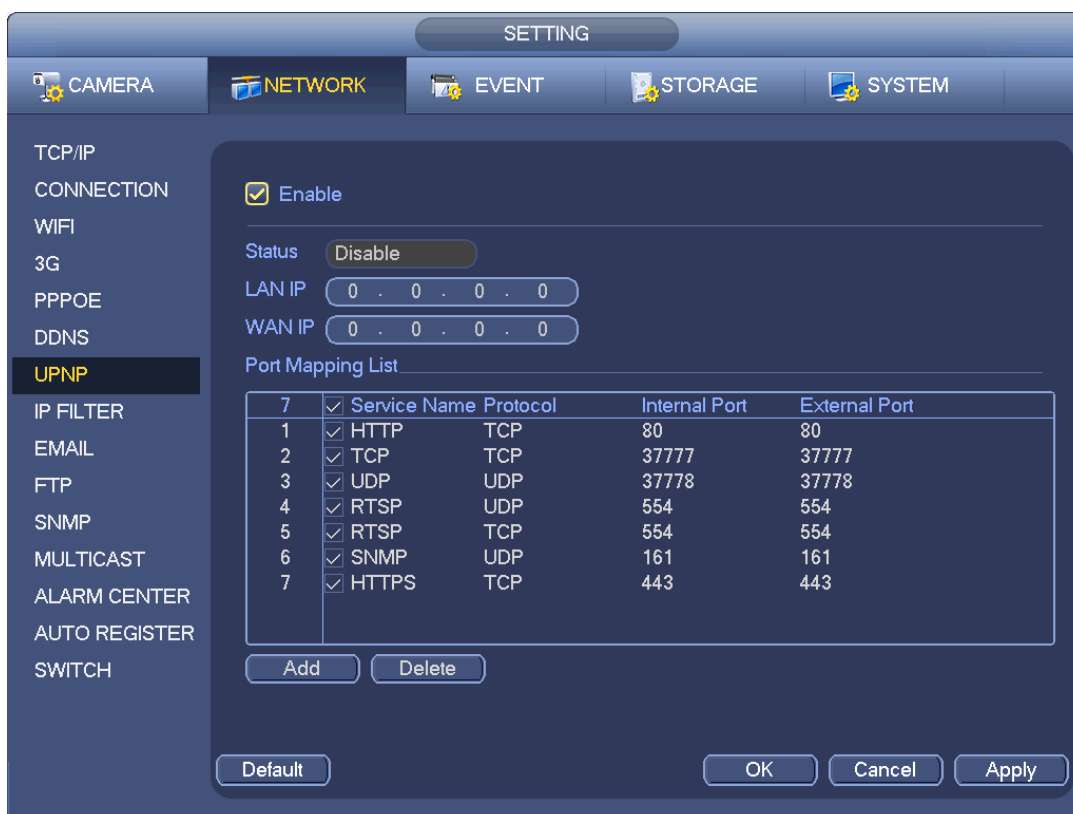 SETTING
CAMERA NETWORK EVENT STORAGE SYSTEM
TCP/IP
CONNECTION
WIFI
3G
PPPOE
DDNS
UPNP
IP FILTER
EMAIL
FTP
SNMP
MULTICAST
ALARM CENTER
AUTO REGISTER
SWITCH
Enable
Status Disable
LAN IP 0 . 0 . 0 . 0
WAN IP 0 . 0 . 0 . 0
Port Mapping List
7 Service Name Protocol Internal Port External Port
1 HTTP TCP 80 80
2 TCP TCP 37777 37777
3 UDP UDP 37778 37778
4 RTSP UDP 554 554
5 RTSP TCP 554 554
6 SNMP UDP 161 161
7 HTTPS TCP 443 443
Add Delete
Default OK Cancel Apply